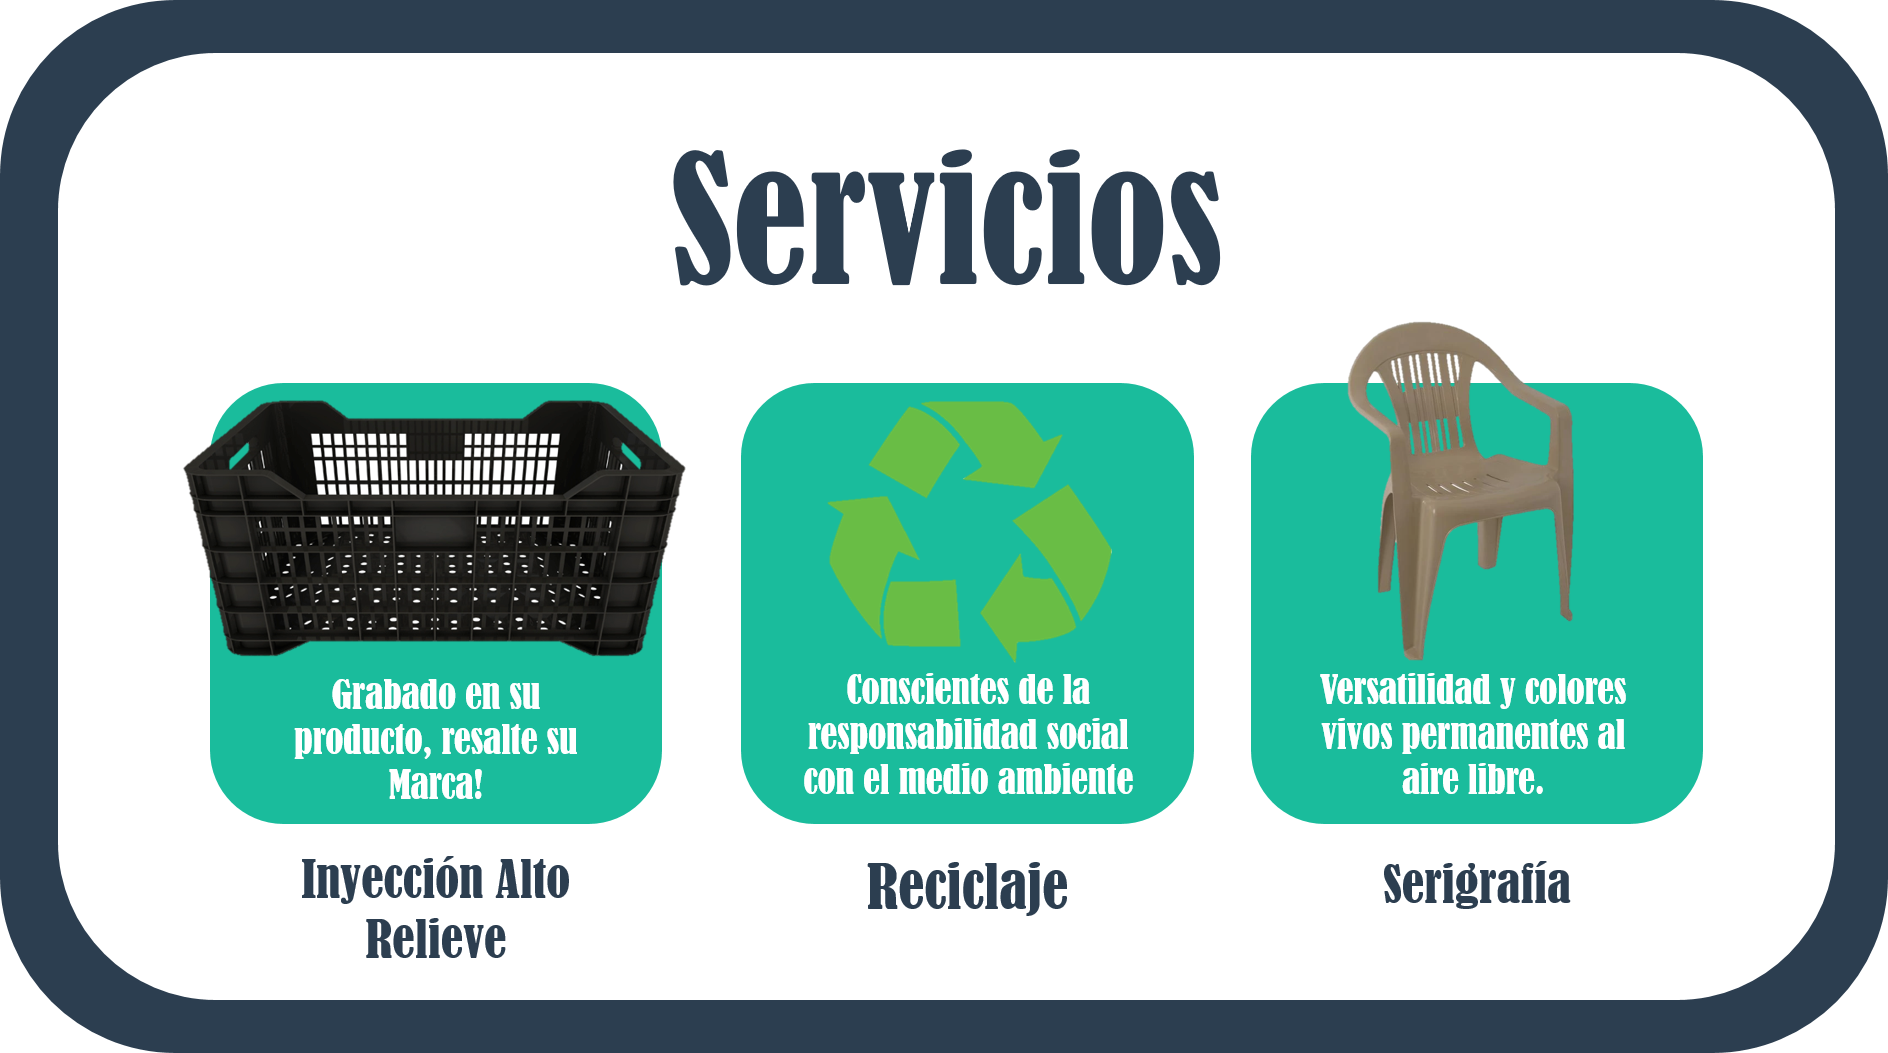 Servicios
Grabado en su
producto, resalte su
Marca!
Inyección Alto
Relieve
Conscientes de la
responsabilidad social
con el medio ambiente
Reciclaje
Versatilidad y colores
vivos permanentes al
aire libre.
Serigrafía